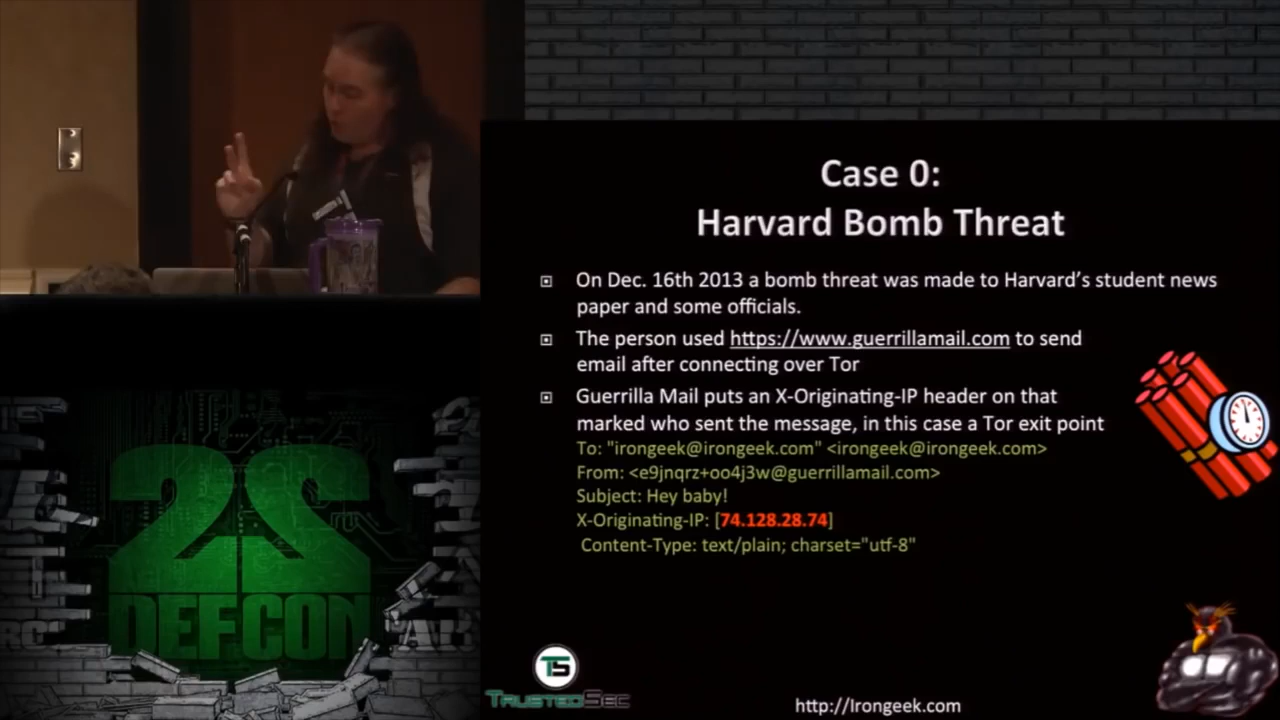 Case 0:
Harvard Bomb Threat
On Dec. 16th 2013 a bomb threat was made to Harvard's student news
paper and some officials.
The person used https://www.guerrillamail.com to send
email after connecting over Tor
Guerrilla Mail puts an X-Originating-IP header on that
marked who sent the message, in this case a Tor exit point
To: "irongeek@irongeek.com" <irongeek@irongeek.com>
From: <e9jnqrz+oo4j3w@guerrillamail.com>
Subject: Hey baby!
X-Originating-IP: [74.128.28.74]
Content-Type: text/plain; charset="utf-8"
TS
TRUSTEDSEC
http://Irongeek.com
22
DEFCON